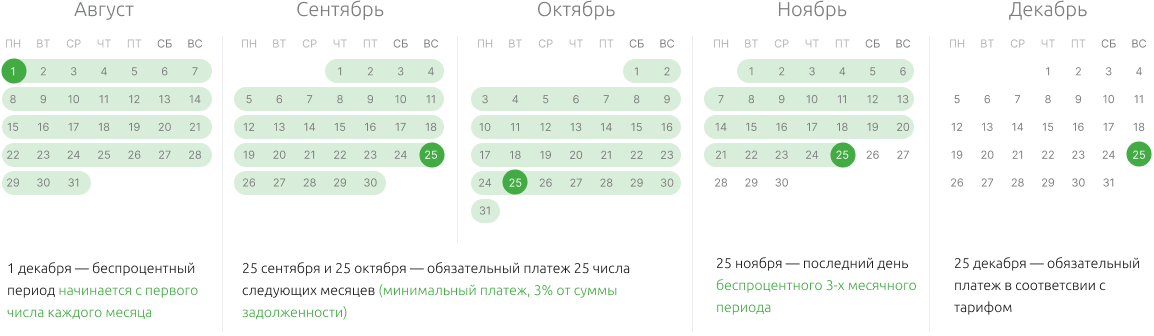 Август
ПН ВТ СР ЧТ ПТ СБ ВС
1 2 3 4 5 6 7
8 9 10 11 12 13 14
15 16 17 18 19 20 21
22 23 24 25 26 27 28
29 30 31
1 декабря — беспроцентный
период начинается с первого
числа каждого месяца
Сентябрь
ПН ВТ СР ЧТ ПТ СБ ВС
1 2 3 4
5 6 7 8 9 10 11
12 13 14 15 16 17 18
19 20 21 22 23 24 25
26 27 28 29 30
Октябрь
ПН ВТ СР ЧТ ПТ СБ ВС
1 2
3 4 5 6 7 8 9
10 11 12 13 14 15 16
17 18 19 20 21 22 23
24 25 26 27 28 29 30
31
25 сентября и 25 октября — обязательный платеж 25 числа
следующих месяцев (минимальный платеж, 3% от суммы
задолженности)
Ноябрь
ПН ВТ СР ЧТ ПТ СБ ВС
1 2 3 4 5 6
7 8 9 10 11 12 13
14 15 16 17 18 19 20
21 22 23 24 25 26 27
28 29 30
25 ноября — последний день
беспроцентного 3-х месячного
периода
Декабрь
ПН ВТ СР ЧТ ПТ СБ ВС
1 2 3 4
5 6 7 8 9 10 11
12 13 14 15 16 17 18
19 20 21 22 23 24 25
26 27 28 29 30 31
25 декабря — обязательный
платеж в соответсвии с
тарифом